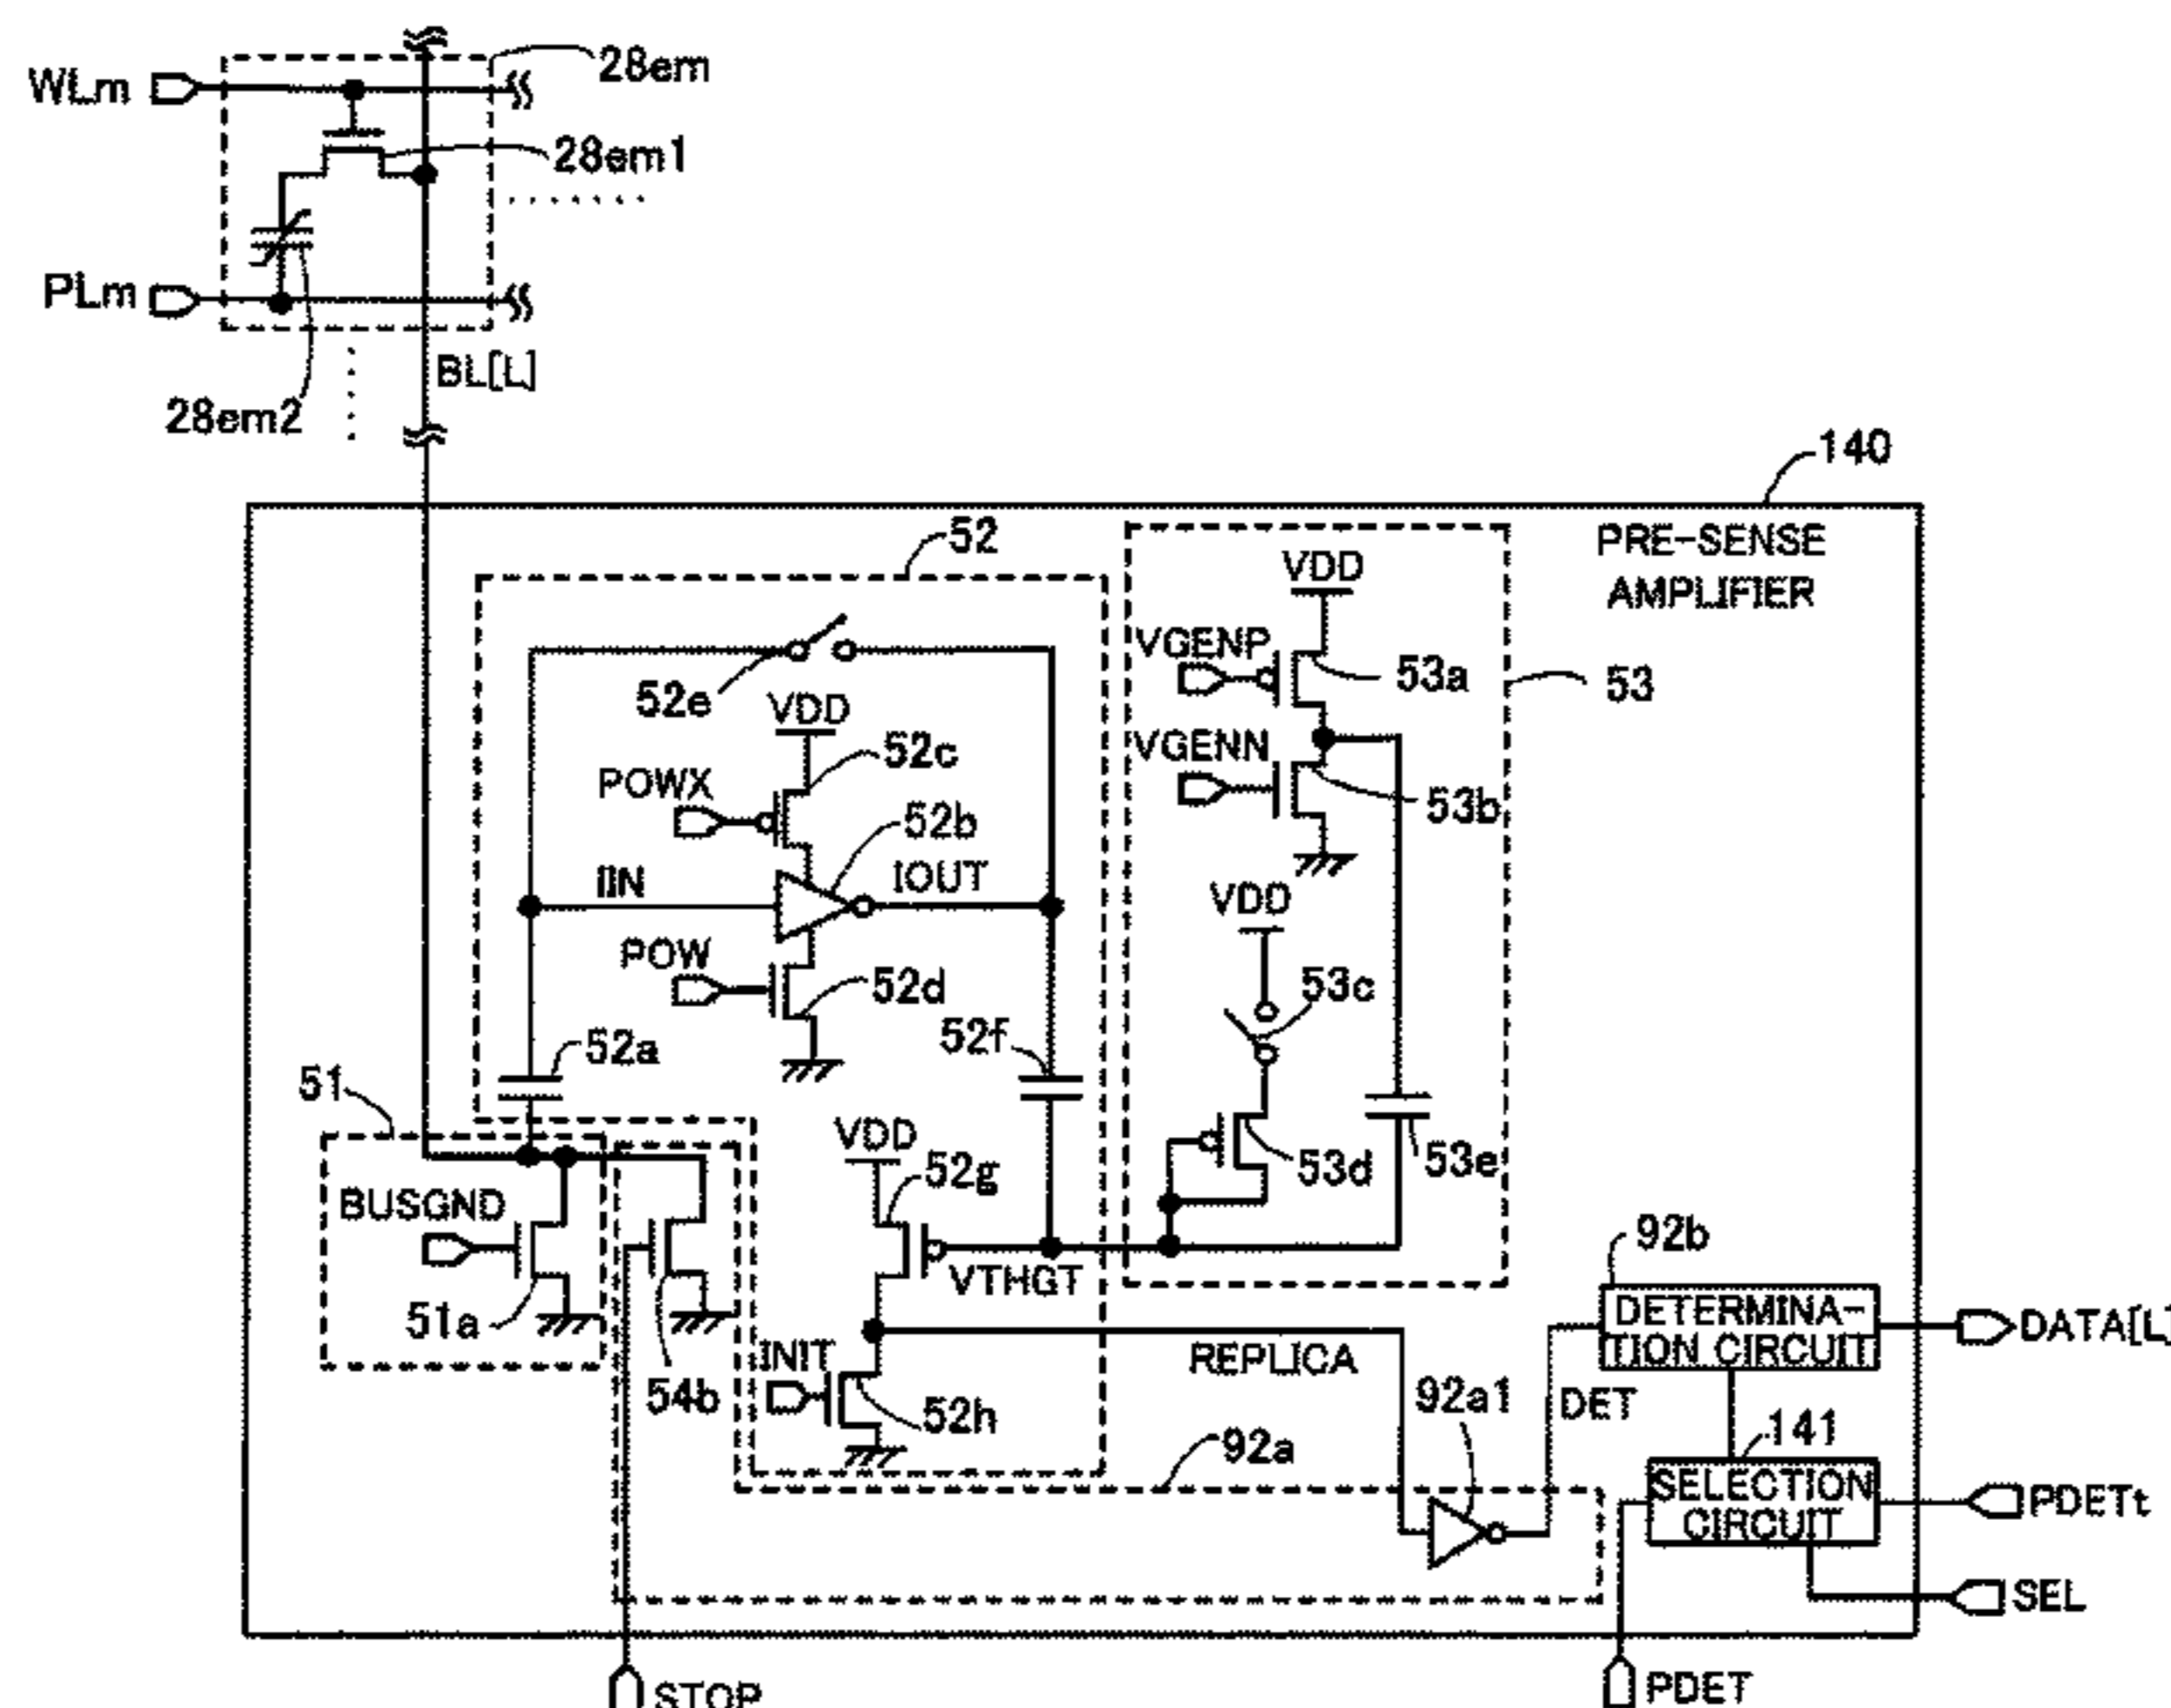 28em
WLm
28em1
PLm
BL[L]
28em2
140
52
PRE-SENSE
AMPLIFIER
VDD
VGENP
53a
53
52e
VDD
52c
VGENN
POWX
53b
52b
IIN
IOUT
VDD
POW
52d
53c
52f
52a
51
VDD
52g
53d
53e
BUSGND
92b
VTHGT
DETERMINA-
TION CIRCUIT
DATA[L]
51a
INIT
REPLICA
54b
52h
92a1
DET
141
92a
SELECTION
CIRCUIT
PDETt
SEL
STOP
PDET